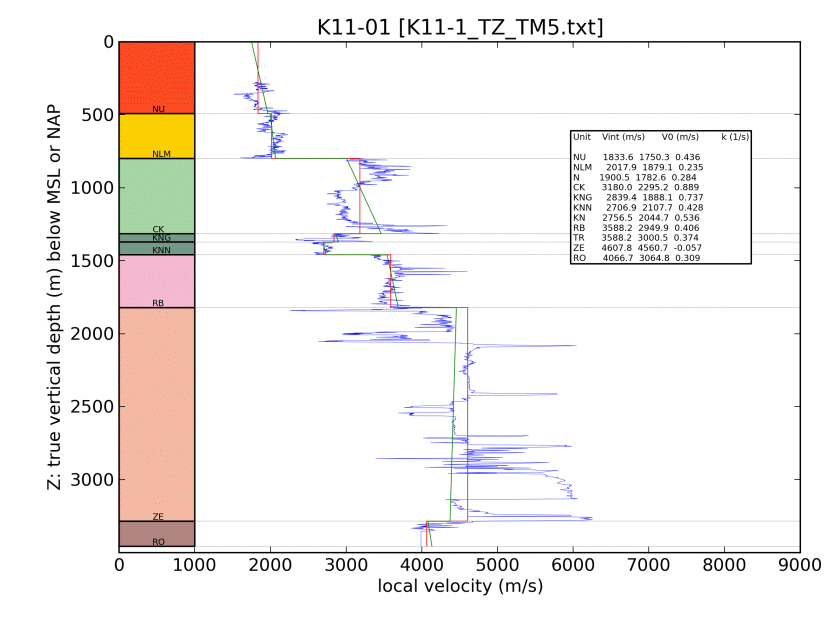 K11-01 [K11-1_TZ_TM5.txt]
Z: true vertical depth (m) below MSL or NAP
0
500
1000
1500
2000
2500
3000
NU
NLM
CK
KNG
KNN
RB
ZE
RO
Unit Vint (m/s) V0 (m/s) k (1/s)
NU 1833.6 1750.3 0.436
NLM 2017.9 1879.1 0.235
N 1900.5 1782.6 0.284
CK 3180.0 2295.2 0.889
KNG 2839.4 1888.1 0.737
KNN 2706.9 2107.7 0.428
KN 2756.5 2044.7 0.536
RB 3588.2 2949.9 0.406
TR 3588.2 3000.5 0.374
ZE 4607.8 4560.7 -0.057
RO 4066.7 3064.8 0.309
0 1000 2000 3000 4000 5000 6000 7000 8000 9000
local velocity (m/s)